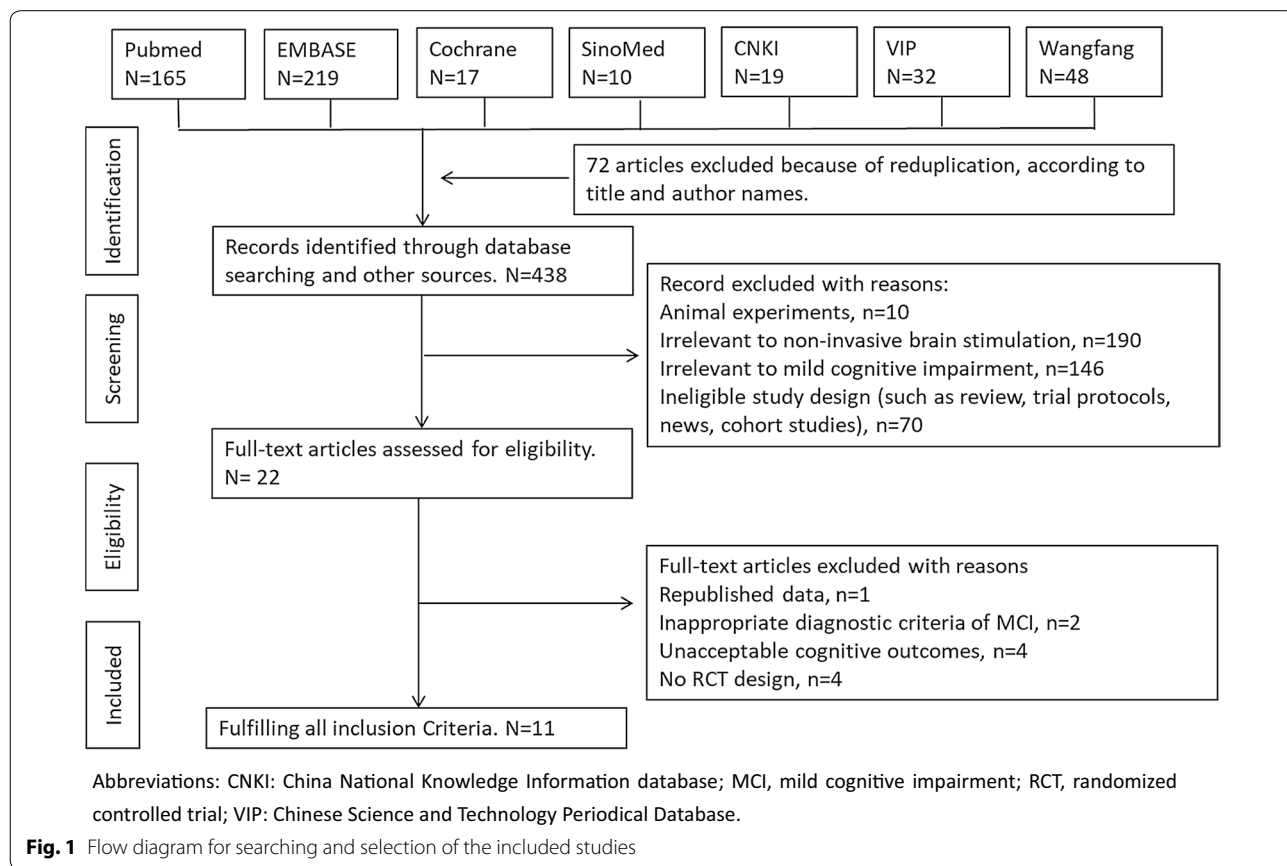 Pubmed
N=165
EMBASE
N=219
Cochrane
N=17
SinoMed
N=10
CNKI
N=19
VIP
N=32
Wangfang
N=48
Identification
72 articles excluded because of reduplication, according to
title and author names.
Records identified through database
searching and other sources. N=438
Screening
Record excluded with reasons:
Animal experiments, n=10
Irrelevant to non-invasive brain stimulation, n=190
Irrelevant to mild cognitive impairment, n=146
Ineligible study design (such as review, trial protocols,
news, cohort studies), n=70
Full-text articles assessed for eligibility.
N= 22
Eligibility
Full-text articles excluded with reasons
Republished data, n=1
Inappropriate diagnostic criteria of MCI, n=2
Unacceptable cognitive outcomes, n=4
No RCT design, n=4
Included
Fulfilling all inclusion Criteria. N=11
Abbreviations: CNKI: China National Knowledge Information database; MCI, mild cognitive impairment; RCT, randomized
controlled trial; VIP: Chinese Science and Technology Periodical Database.
Fig. 1 Flow diagram for searching and selection of the included studies